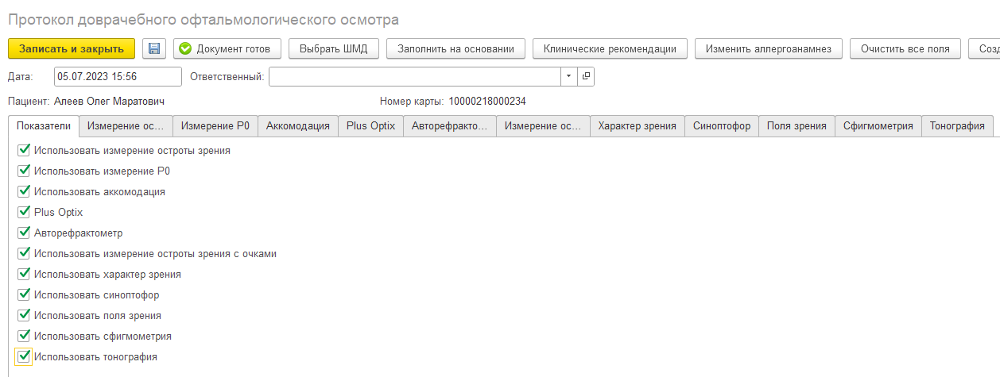 Протокол доврачебного офтальмологического осмотра
Записать и закрыть Документ готов Выбрать ШМД Заполнить на основании Клинические рекомендации Изменить аллергоанамнез Очистить все поля Созд
Дата: 05.07.2023 15:56 Ответственный:
Пациент: Алеев Олег Маратович Номер карты: 10000218000234
Показатели Измерение ос... Измерение P0 Аккомодация Plus Optix Авторефракто... Измерение ос... Характер зрения Синоптофор Поля зрения Сфигмометрия Тонография
Использовать измерение остроты зрения
Использовать измерение P0
Использовать аккомодация
Plus Optix
Авторефрактометр
Использовать измерение остроты зрения с очками
Использовать характер зрения
Использовать синоптофор
Использовать поля зрения
Использовать сфигмометрия
Использовать тонография